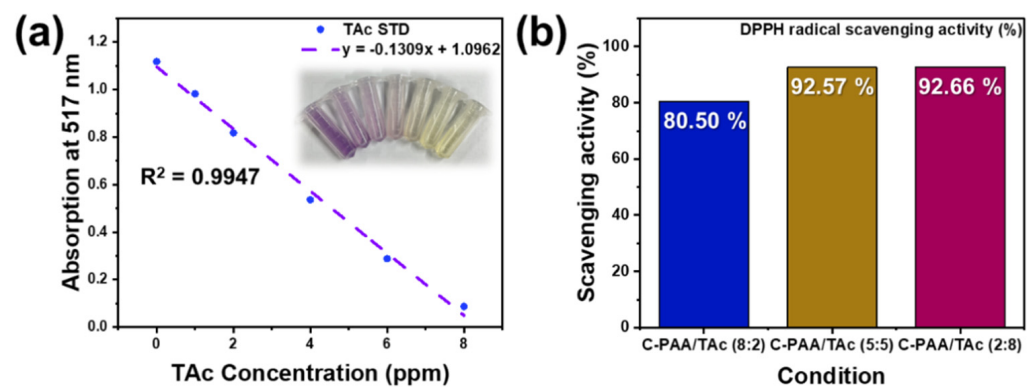 (a)
TAc STD
y = -0.1309x + 1.0962
R² = 0.9947
Absorption at 517 nm
1.2
1.0
0.8
0.6
0.4
0.2
0.0
0 2 4 6 8
TAc Concentration (ppm)
(b)
DPPH radical scavenging activity (%)
Scavenging activity (%)
100
80
60
40
20
0
80.50 %
92.57 %
92.66 %
C-PAA/TAc (8:2) C-PAA/TAc (5:5) C-PAA/TAc (2:8)
Condition